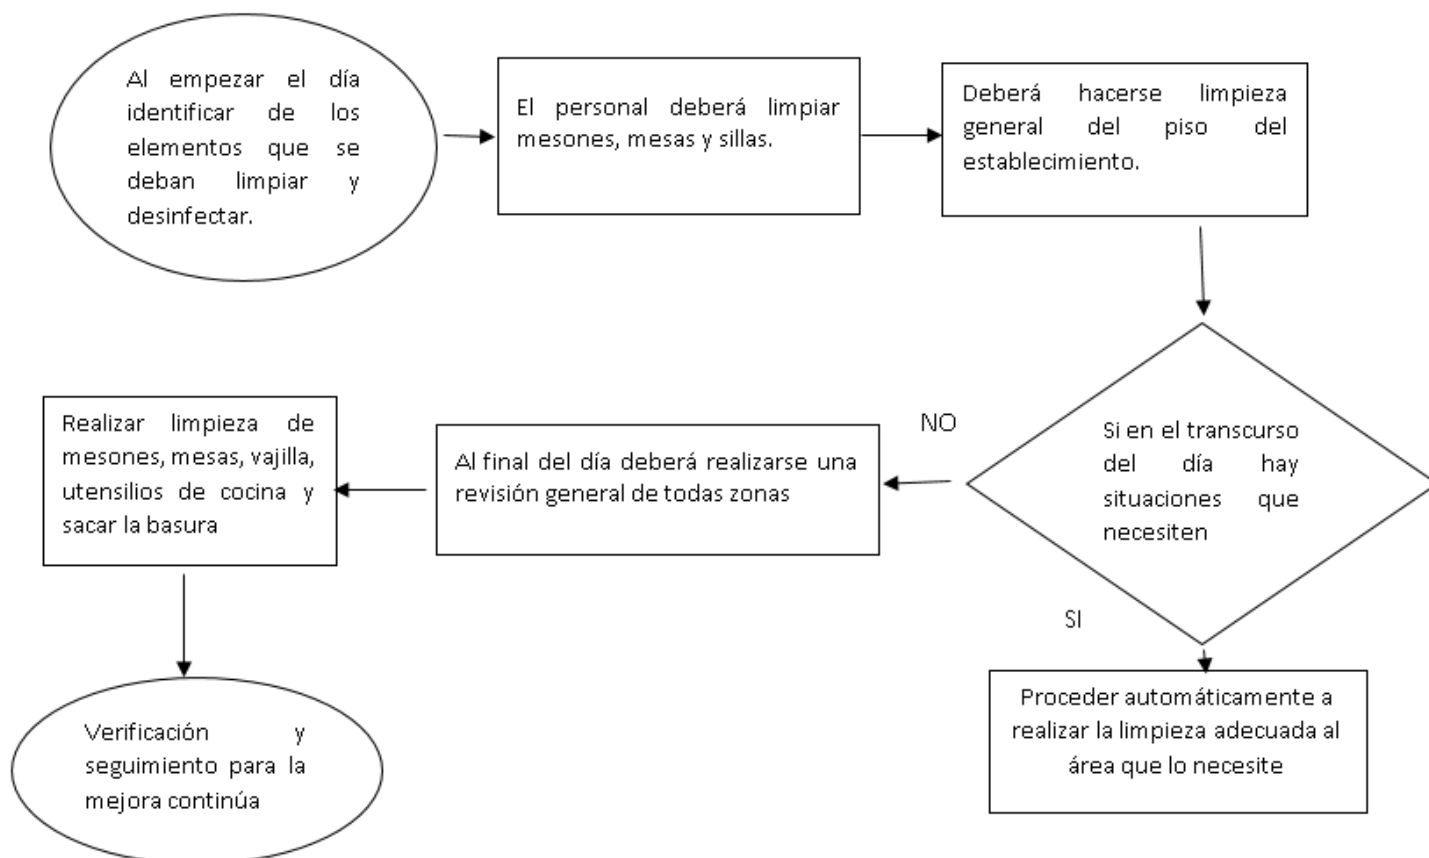 Al empezar el día
identificar de los
elementos que se
deban limpiar y
desinfectar.
El personal deberá limpiar
mesones, mesas y sillas.
Deberá hacerse limpieza
general del piso del
establecimiento.
Si en el transcurso
del día hay
situaciones que
necesiten
NO
SI
Al final del día deberá realizarse una
revisión general de todas zonas
Realizar limpieza de
mesones, mesas, vajilla,
utensilios de cocina y
sacar la basura
Proceder automáticamente a
realizar la limpieza adecuada al
área que lo necesite
Verificación y
seguimiento para la
mejora continúa